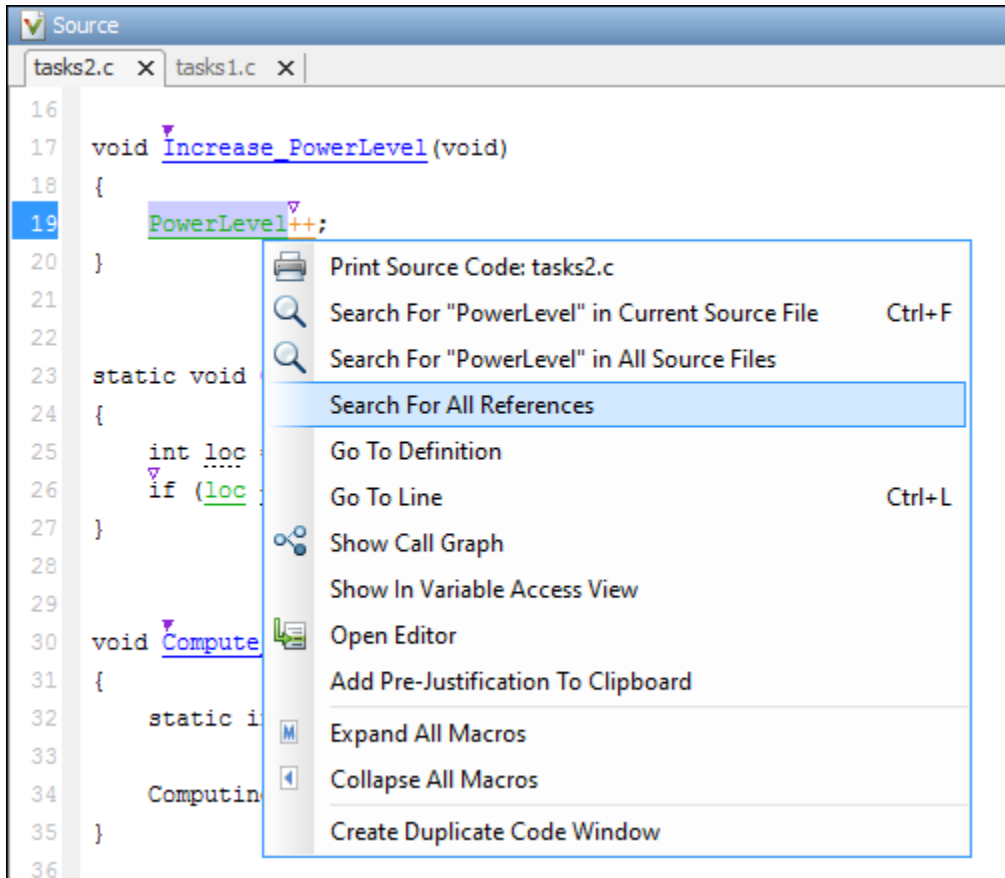 Source
tasks2.c tasks1.c
16
17 void Increase_PowerLevel(void)
18 {
19 PowerLevel++;
20 }
Print Source Code: tasks2.c
21
Search For "PowerLevel" in Current Source File Ctrl+F
22
Search For "PowerLevel" in All Source Files
23 static void
24 {
Search For All References
25 int loc
Go To Definition
26 if (loc
Go To Line Ctrl+L
27 }
28
Show Call Graph
29
Show In Variable Access View
30 void Compute_
Open Editor
31 {
Add Pre-Justification To Clipboard
32 static i
M Expand All Macros
33
34 Computin
Collapse All Macros
35 }
Create Duplicate Code Window
36